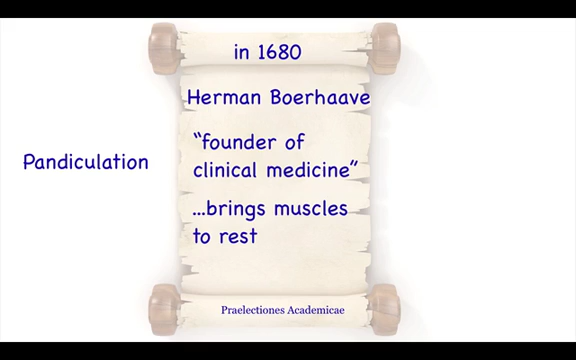 in 1680
Herman Boerhaave
“founder of
clinical medicine”
Pandiculation
...brings muscles
to rest
Praelectiones Academicae